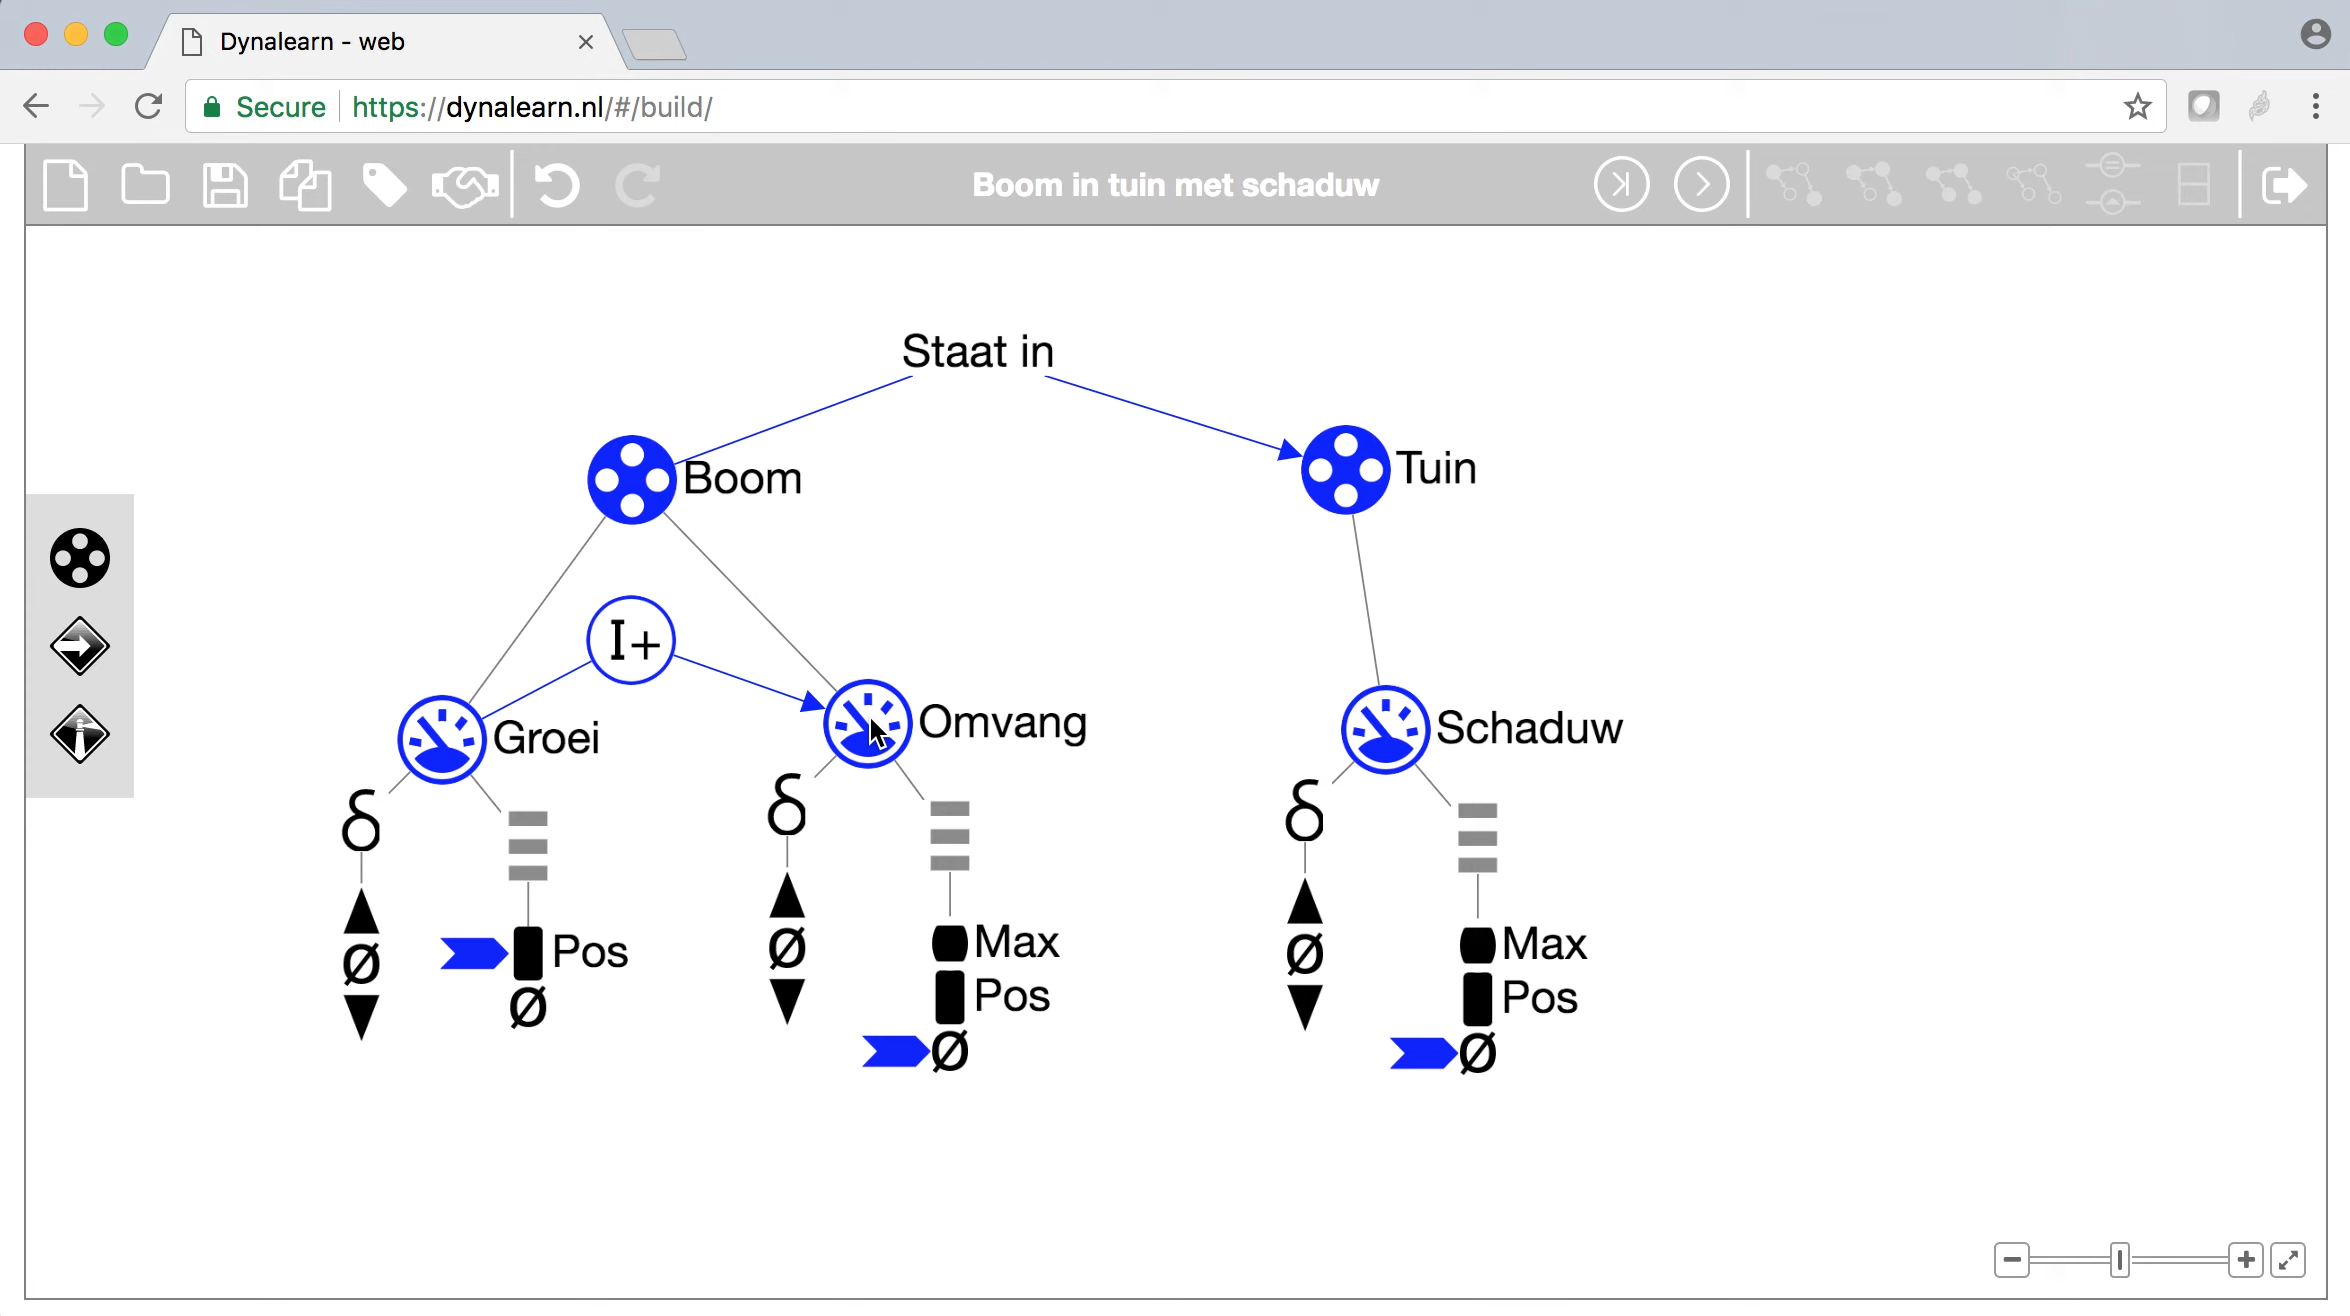 Dynalearn - web
Secure https://dynalearn.nl/#/build/
Boom in tuin met schaduw
Staat in
Boom
Tuin
I+
Groei
Omvang
Schaduw
δ
δ
δ
Max
Max
Pos
Pos
Pos
Ø
Ø
Ø
Ø
Ø
Ø